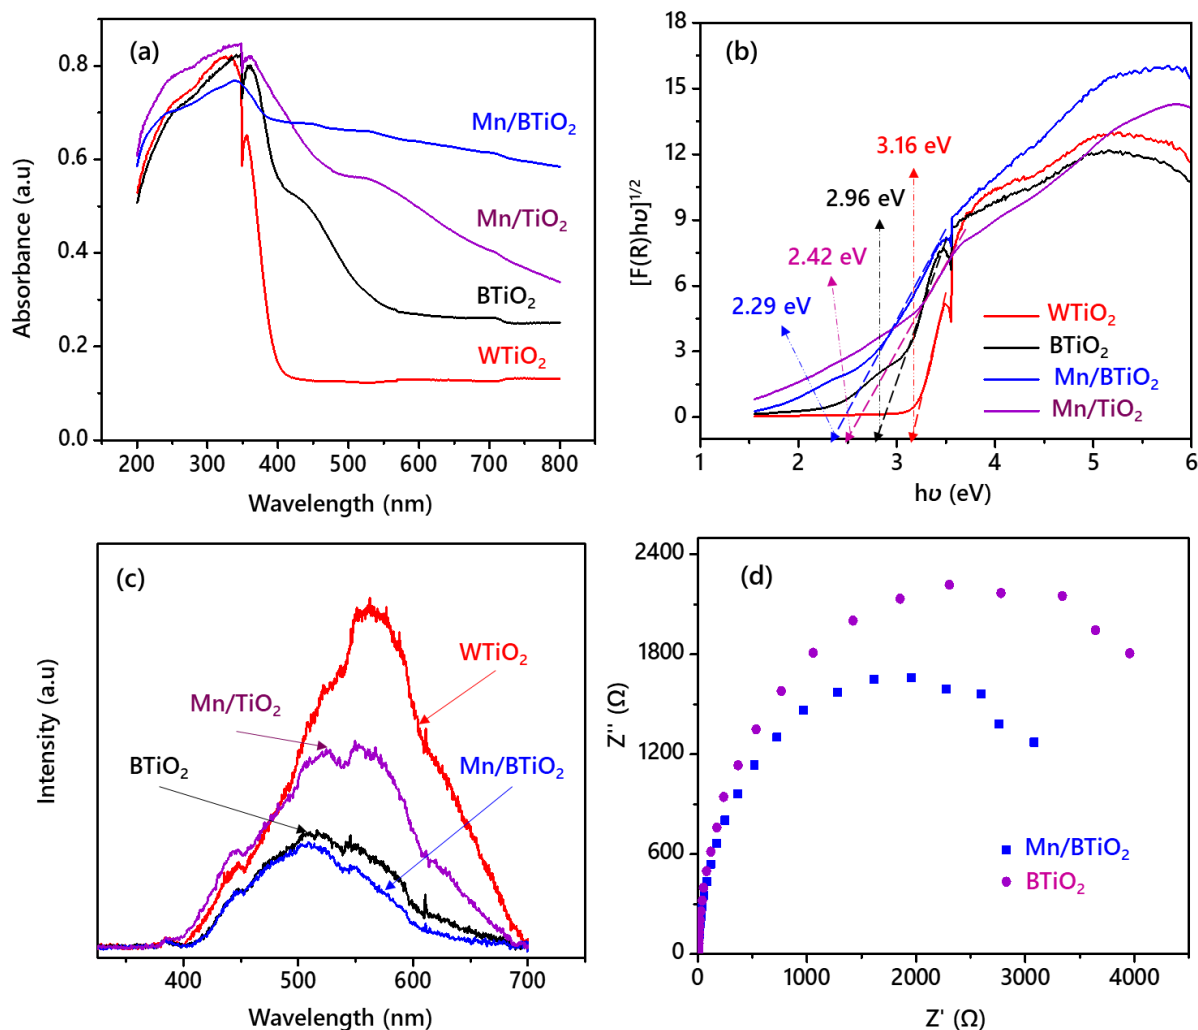 (a)
Absorbance (a.u)
0.8
0.6
0.4
0.2
0.0
Mn/BTiO₂
Mn/TiO₂
BTiO₂
WTiO₂
200 300 400 500 600 700 800
Wavelength (nm)
(b)
[F(R)hυ]¹/²
18
15
12
9
6
3
0
3.16 eV
2.96 eV
2.42 eV
2.29 eV
WTiO₂
BTiO₂
Mn/BTiO₂
Mn/TiO₂
1 2 3 4 5 6
hυ (eV)
(c)
Intensity (a.u)
WTiO₂
Mn/TiO₂
BTiO₂
Mn/BTiO₂
400 500 600 700
Wavelength (nm)
(d)
Z'' (Ω)
2400
1800
1200
600
0
Mn/BTiO₂
BTiO₂
0 1000 2000 3000 4000
Z' (Ω)